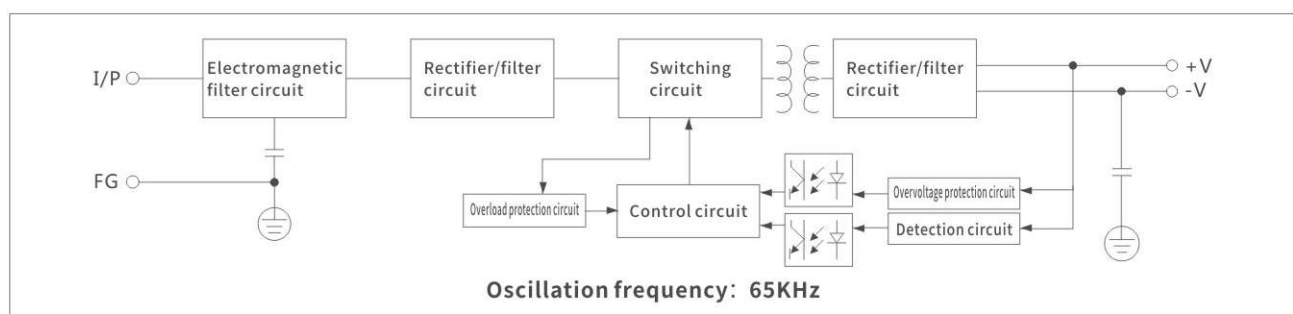 I/P
Electromagnetic
filter circuit
Rectifier/filter
circuit
Switching
circuit
Rectifier/filter
circuit
+V
-V
FG
Overload protection circuit
Control circuit
Overvoltage protection circuit
Detection circuit
Oscillation frequency: 65KHz